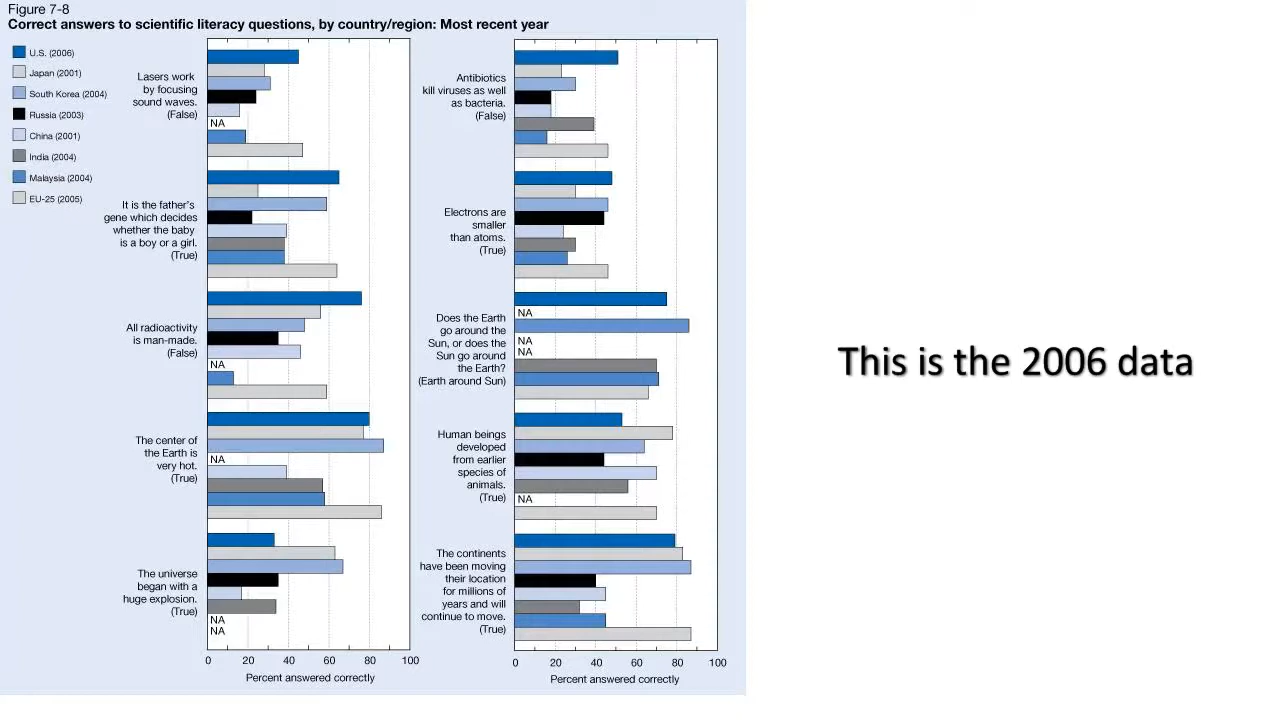 Figure 7-8
Correct answers to scientific literacy questions, by country/region: Most recent year
U.S. (2006)
Japan (2001)
South Korea (2004)
Russia (2003)
China (2001)
India (2004)
Malaysia (2004)
EU-25 (2005)
Lasers work
by focusing
sound waves.
(False)
NA
It is the father's
gene which decides
whether the baby
is a boy or a girl.
(True)
All radioactivity
is man-made.
(False)
NA
The center of
the Earth is
very hot.
(True)
NA
The universe
began with a
huge explosion.
(True)
NA
NA
0 20 40 60 80 100
Percent answered correctly
Antibiotics
kill viruses as well
as bacteria.
(False)
Electrons are
smaller
than atoms.
(True)
Does the Earth
go around the
Sun, or does the
Sun go around
the Earth?
(Earth around Sun)
NA
NA
NA
Human beings
developed
from earlier
species of
animals.
(True)
NA
The continents
have been moving
their location
for millions of
years and will
continue to move.
(True)
0 20 40 60 80 100
Percent answered correctly
This is the 2006 data